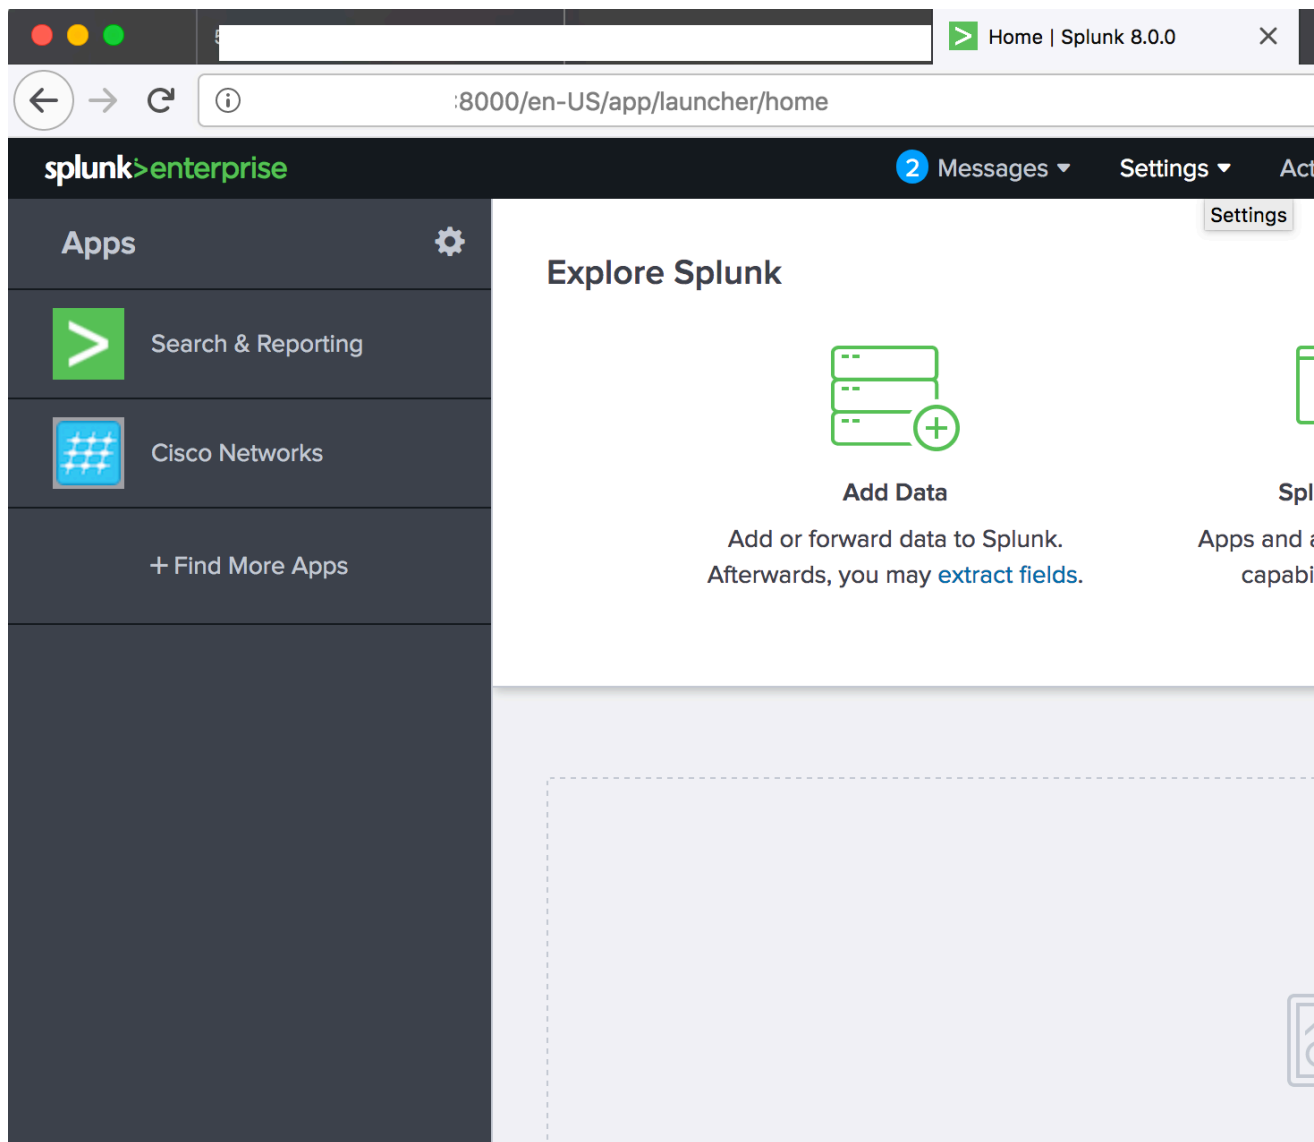 Home | Splunk 8.0.0
:8000/en-US/app/launcher/home
splunk>enterprise
2 Messages
Settings
Settings
Apps
Explore Splunk
Search & Reporting
Cisco Networks
+ Find More Apps
Add Data
Add or forward data to Splunk.
Afterwards, you may extract fields.
Apps and